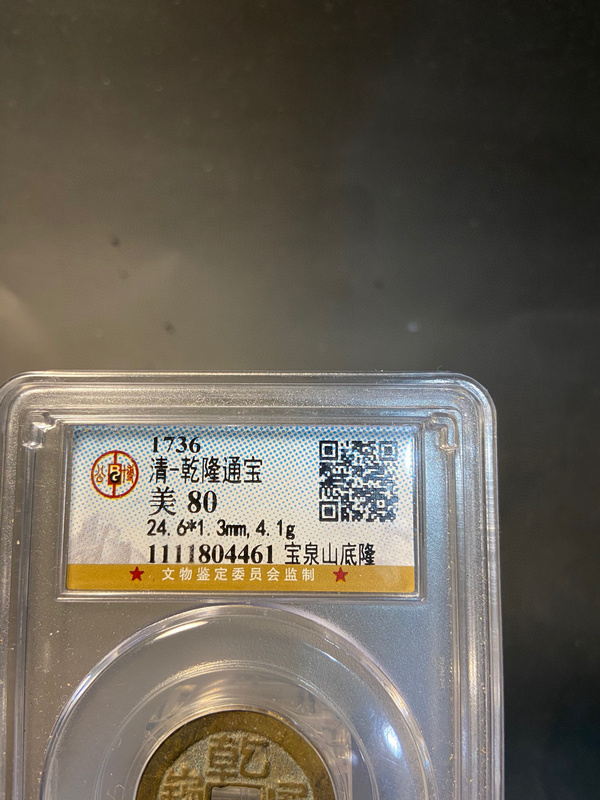 1736
清-乾隆通宝
美 80
24.6*1.3mm, 4.1g
1111804461 宝泉山底隆
★ 文物鉴定委员会监制 ★
乾